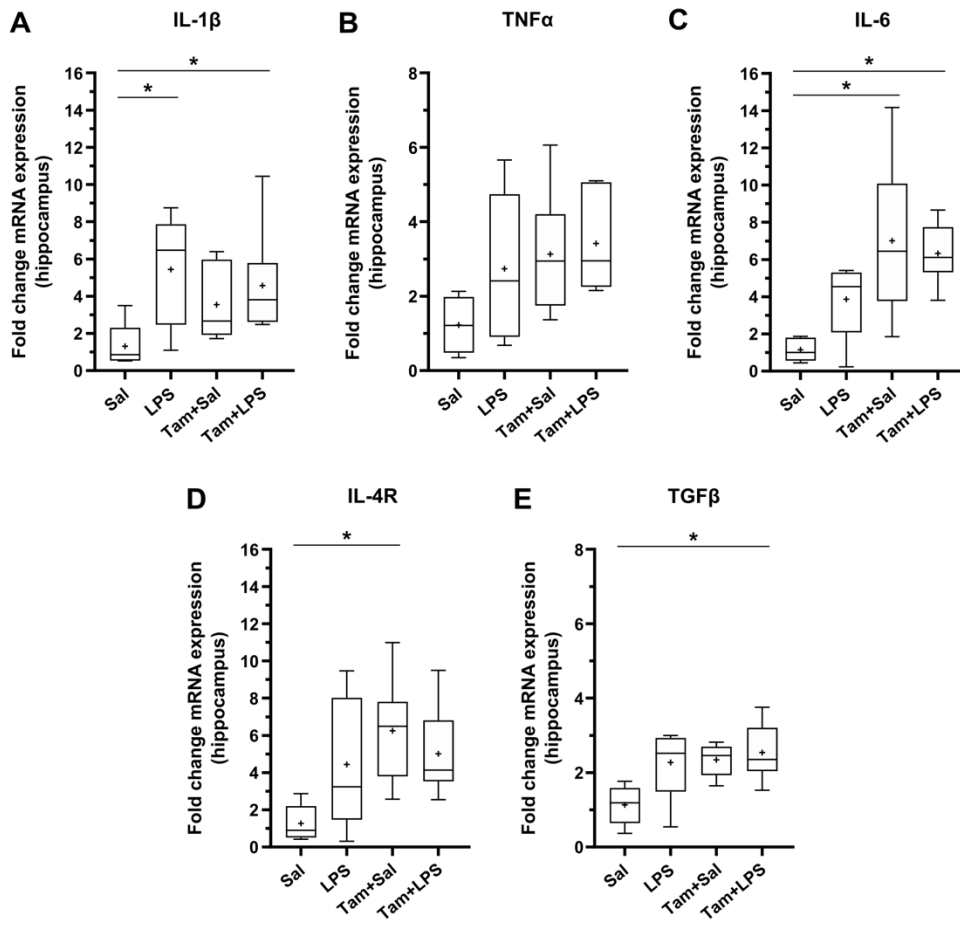 A
IL-1β
*
*
Fold change mRNA expression
(hippocampus)
16
14
12
10
8
6
4
2
0
Sal
LPS
Tam+Sal
Tam+LPS
B
TNFα
Fold change mRNA expression
(hippocampus)
8
6
4
2
0
Sal
LPS
Tam+Sal
Tam+LPS
C
IL-6
*
*
Fold change mRNA expression
(hippocampus)
16
14
12
10
8
6
4
2
0
Sal
LPS
Tam+Sal
Tam+LPS
D
IL-4R
*
Fold change mRNA expression
(hippocampus)
16
14
12
10
8
6
4
2
0
Sal
LPS
Tam+Sal
Tam+LPS
E
TGFβ
*
Fold change mRNA expression
(hippocampus)
8
6
4
2
0
Sal
LPS
Tam+Sal
Tam+LPS